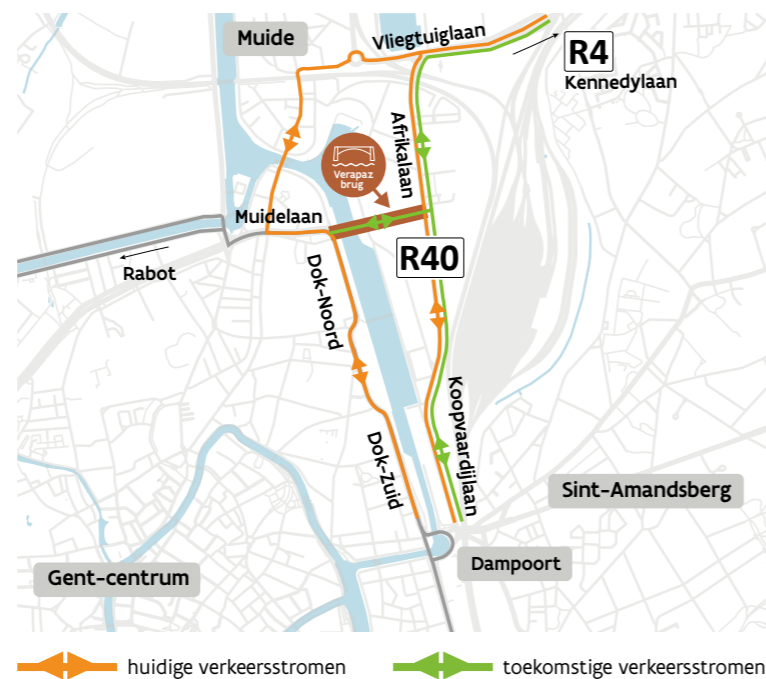 Muide
Vliegtuiglaan
R4
Kennedylaan
Afrikalaan
Verapaz
brug
Muidelaan
R40
Rabot
Dok-Noord
Koopvaardijlaan
Dok-Zuid
Sint-Amandsberg
Dampoort
Gent-centrum
huidige verkeersstromen
toekomstige verkeersstromen